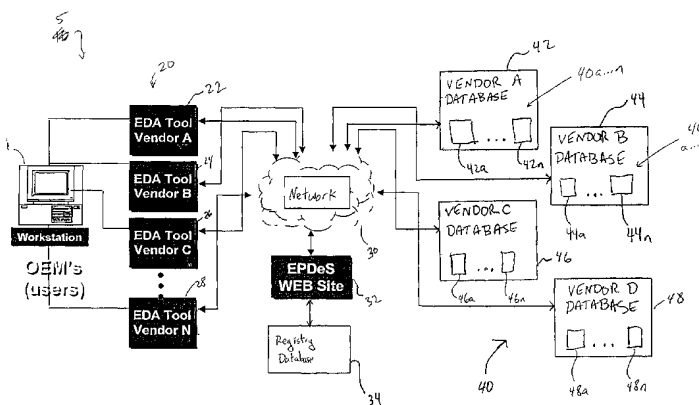 5
20
22
EDA Tool
Vendor A
24
EDA Tool
Vendor B
26
EDA Tool
Vendor C
28
EDA Tool
Vendor N
1
Workstation
OEM's
(users)
Network
30
EPDeS
WEB Site
32
Registry
Database
34
42
VENDOR A
DATABASE
42a
...
42n
40a...n
44
VENDOR B
DATABASE
44a
...
44n
40
a...
VENDOR C
DATABASE
46a
...
46n
46
VENDOR D
DATABASE
48a
...
48n
48
40